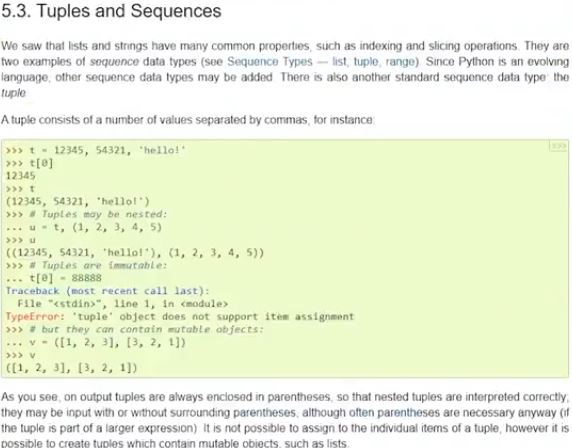 5.3. Tuples and Sequences
We saw that lists and strings have many common properties, such as indexing and slicing operations. They are
two examples of sequence data types (see Sequence Types — list, tuple, range). Since Python is an evolving
language, other sequence data types may be added. There is also another standard sequence data type: the
tuple.
A tuple consists of a number of values separated by commas, for instance:
>>>
>>> t = 12345, 54321, 'hello!'
>>> t[0]
12345
>>> t
(12345, 54321, 'hello!')
>>> # Tuples may be nested:
... u = t, (1, 2, 3, 4, 5)
>>> u
((12345, 54321, 'hello!'), (1, 2, 3, 4, 5))
>>> # Tuples are immutable:
... t[0] = 88888
Traceback (most recent call last):
  File "<stdin>", line 1, in <module>
TypeError: 'tuple' object does not support item assignment
>>> # but they can contain mutable objects:
... v = ([1, 2, 3], [3, 2, 1])
>>> v
([1, 2, 3], [3, 2, 1])
As you see, on output tuples are always enclosed in parentheses, so that nested tuples are interpreted correctly;
they may be input with or without surrounding parentheses, although often parentheses are necessary anyway (if
the tuple is part of a larger expression). It is not possible to assign to the individual items of a tuple, however it is
possible to create tuples which contain mutable objects, such as lists.